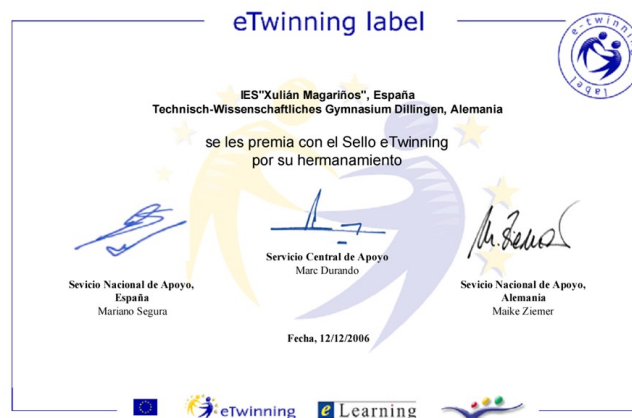 eTwinning label
e-twinning
label
IES"Xulián Magariños", España
Technisch-Wissenschaftliches Gymnasium Dillingen, Alemania
se les premia con el Sello eTwinning
por su hermanamiento
Servicio Central de Apoyo
Marc Durando
Sevicio Nacional de Apoyo,
España
Mariano Segura
Sevicio Nacional de Apoyo,
Alemania
Maike Ziemer
Fecha, 12/12/2006
eTwinning
e Learning